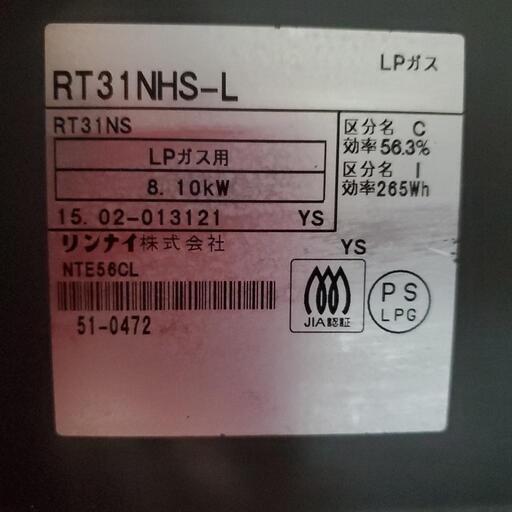 LPガス
RT31NHS-L
RT31NS
LPガス用
8.10kW
15.02-013121 YS
区分名 C
効率56.3%
区分名 I
効率265Wh
リンナイ株式会社
YS
NTE56CL
51-0472
JIA認証
PS
LPG